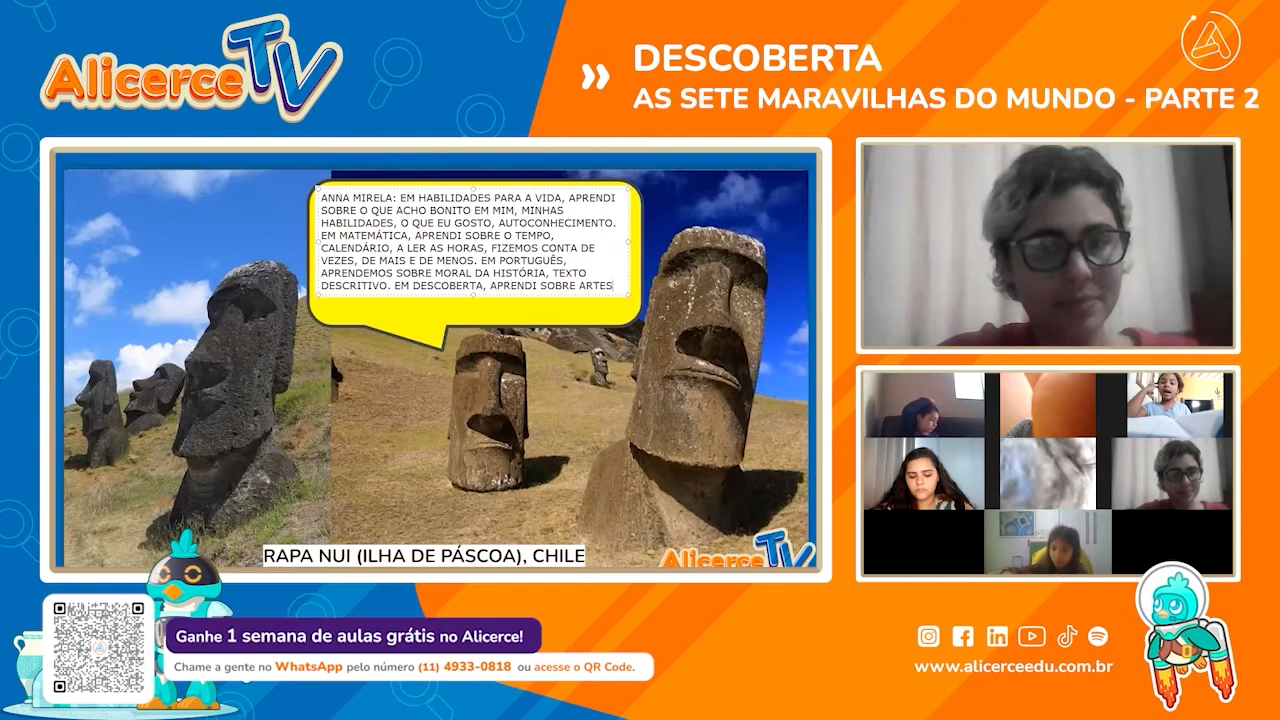 AlicerceTV
DESCOBERTA
AS SETE MARAVILHAS DO MUNDO - PARTE 2
ANNA MIRELA: EM HABILIDADES PARA A VIDA, APRENDI
SOBRE O QUE ACHO BONITO EM MIM, MINHAS
HABILIDADES, O QUE EU GOSTO, AUTOCONHECIMENTO.
EM MATEMÁTICA, APRENDI SOBRE O TEMPO,
CALENDÁRIO, A LER AS HORAS, FIZEMOS CONTA DE
VEZES, DE MAIS E DE MENOS. EM PORTUGUÊS,
APRENDEMOS SOBRE MORAL DA HISTÓRIA, TEXTO
DESCRITIVO. EM DESCOBERTA, APRENDI SOBRE ARTES
RAPA NUI (ILHA DE PÁSCOA), CHILE
AlicerceTV
Ganhe 1 semana de aulas grátis no Alicerce!
Chame a gente no WhatsApp pelo número (11) 4933-0818 ou acesse o QR Code.
www.alicerceedu.com.br